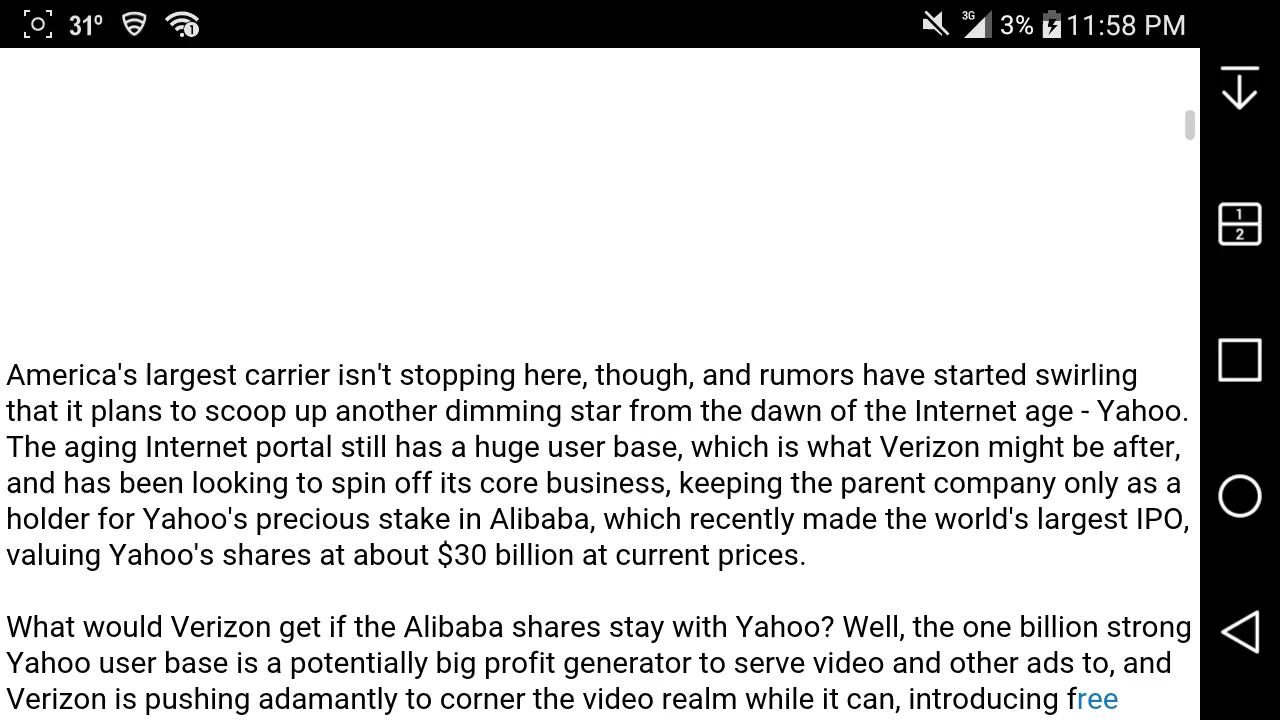 31º
1
3G
3%
11:58 PM
1
2
America's largest carrier isn't stopping here, though, and rumors have started swirling
that it plans to scoop up another dimming star from the dawn of the Internet age - Yahoo.
The aging Internet portal still has a huge user base, which is what Verizon might be after,
and has been looking to spin off its core business, keeping the parent company only as a
holder for Yahoo's precious stake in Alibaba, which recently made the world's largest IPO,
valuing Yahoo's shares at about $30 billion at current prices.
What would Verizon get if the Alibaba shares stay with Yahoo? Well, the one billion strong
Yahoo user base is a potentially big profit generator to serve video and other ads to, and
Verizon is pushing adamantly to corner the video realm while it can, introducing free